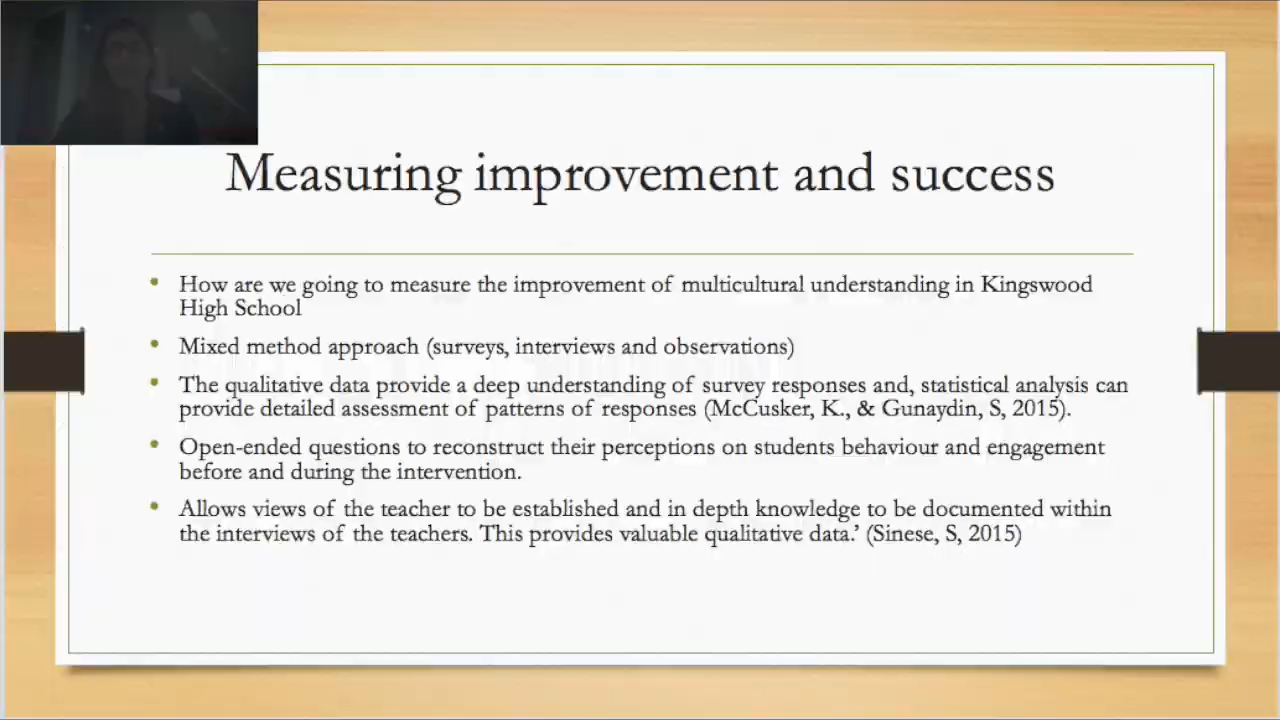 Measuring improvement and success
• How are we going to measure the improvement of multicultural understanding in Kingswood
High School
• Mixed method approach (surveys, interviews and observations)
• The qualitative data provide a deep understanding of survey responses and, statistical analysis can
provide detailed assessment of patterns of responses (McCusker, K., & Gunaydin, S, 2015).
• Open-ended questions to reconstruct their perceptions on students behaviour and engagement
before and during the intervention.
• Allows views of the teacher to be established and in depth knowledge to be documented within
the interviews of the teachers. This provides valuable qualitative data.’ (Sinese, S, 2015)